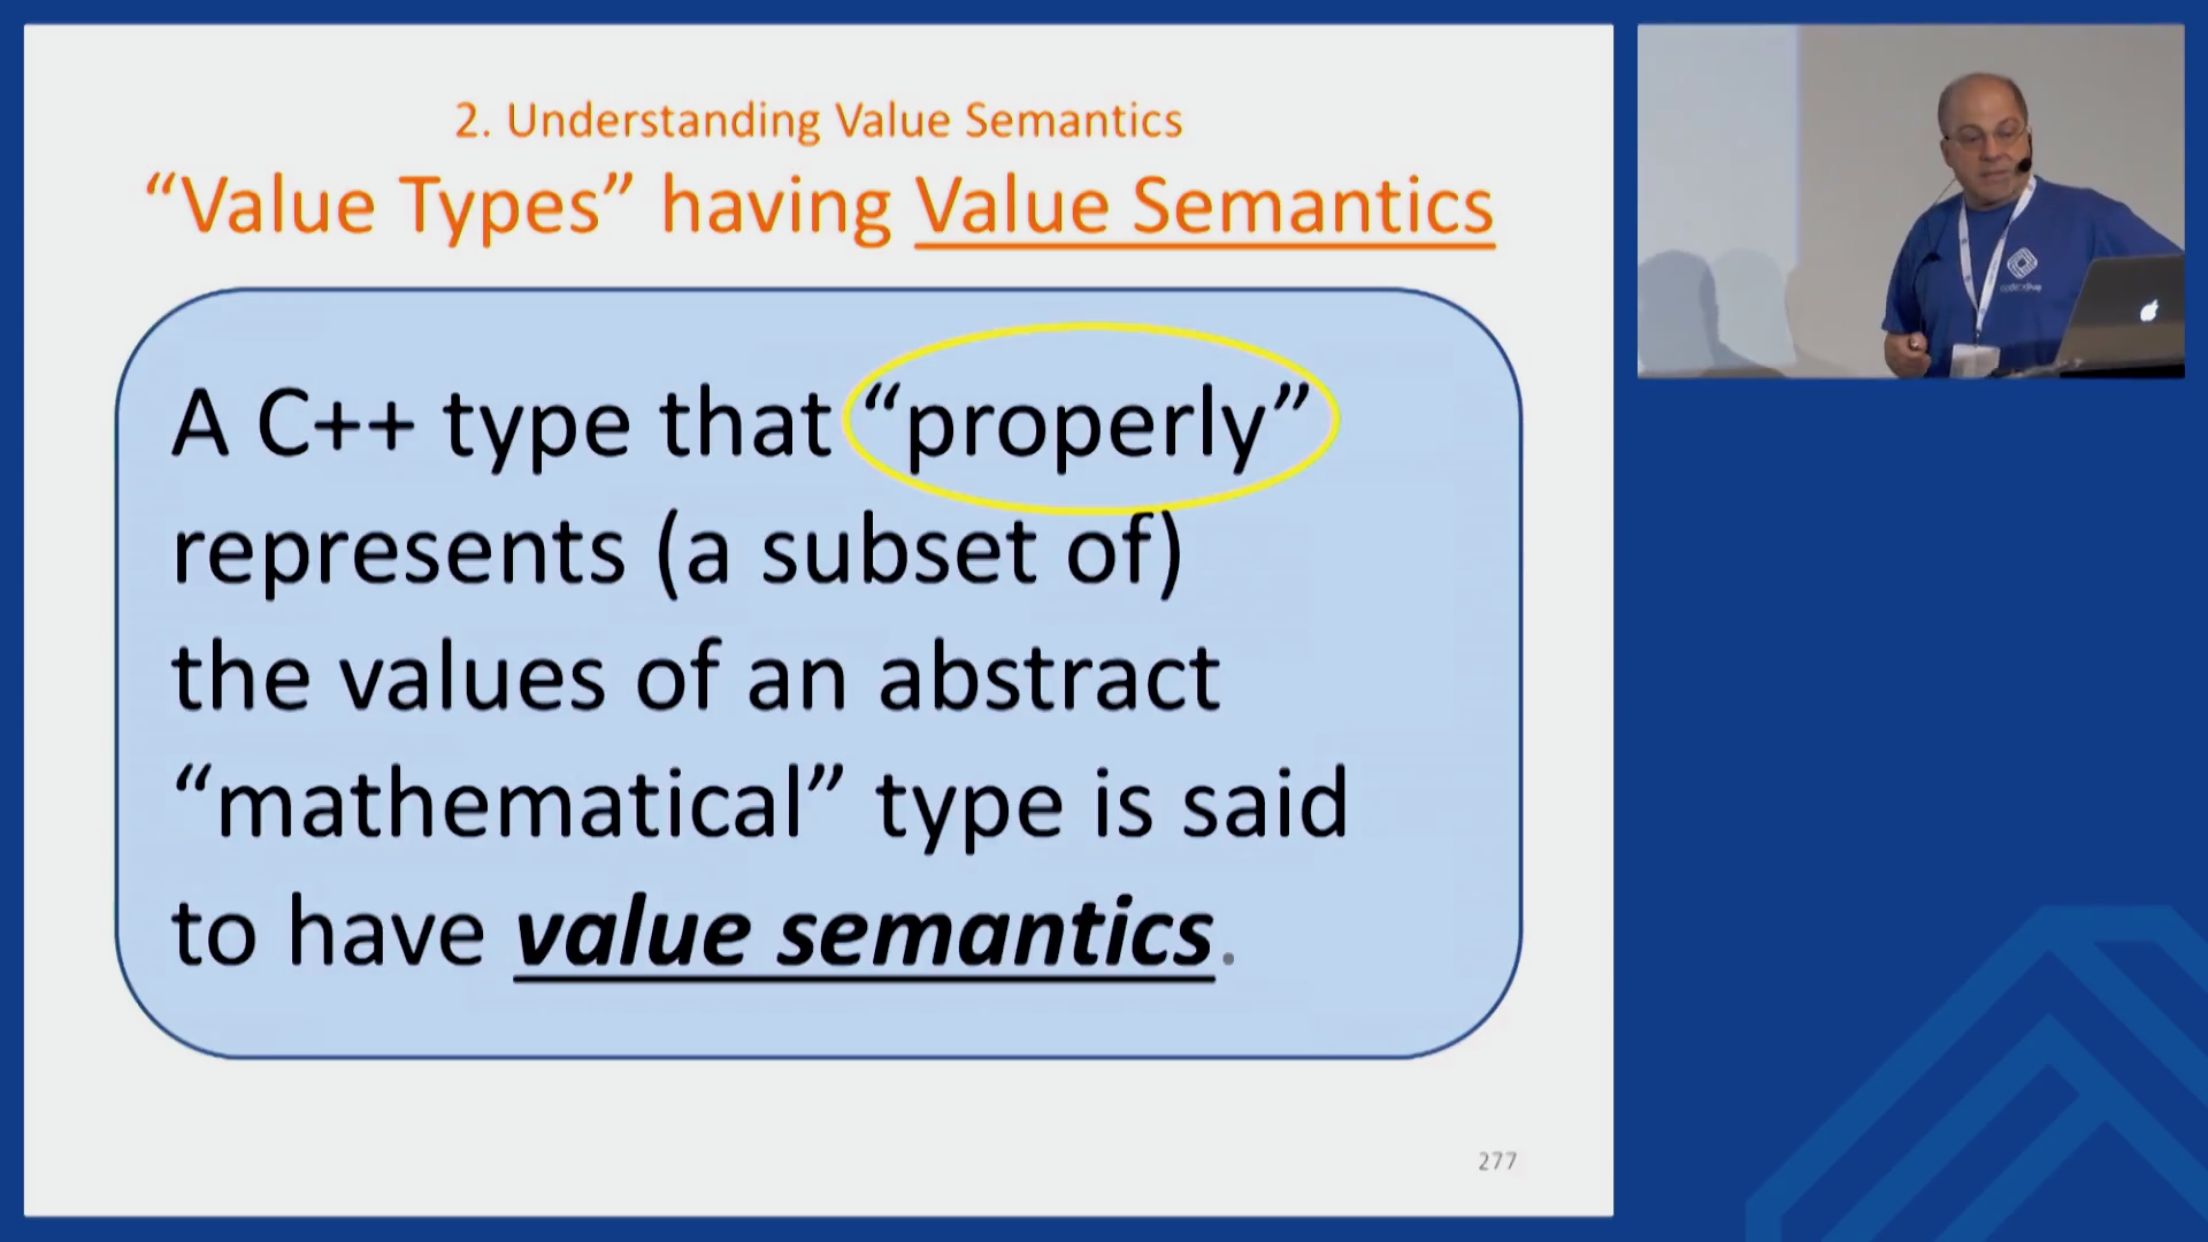 2. Understanding Value Semantics
“Value Types” having Value Semantics
A C++ type that “properly”
represents (a subset of)
the values of an abstract
“mathematical” type is said
to have value semantics.
277